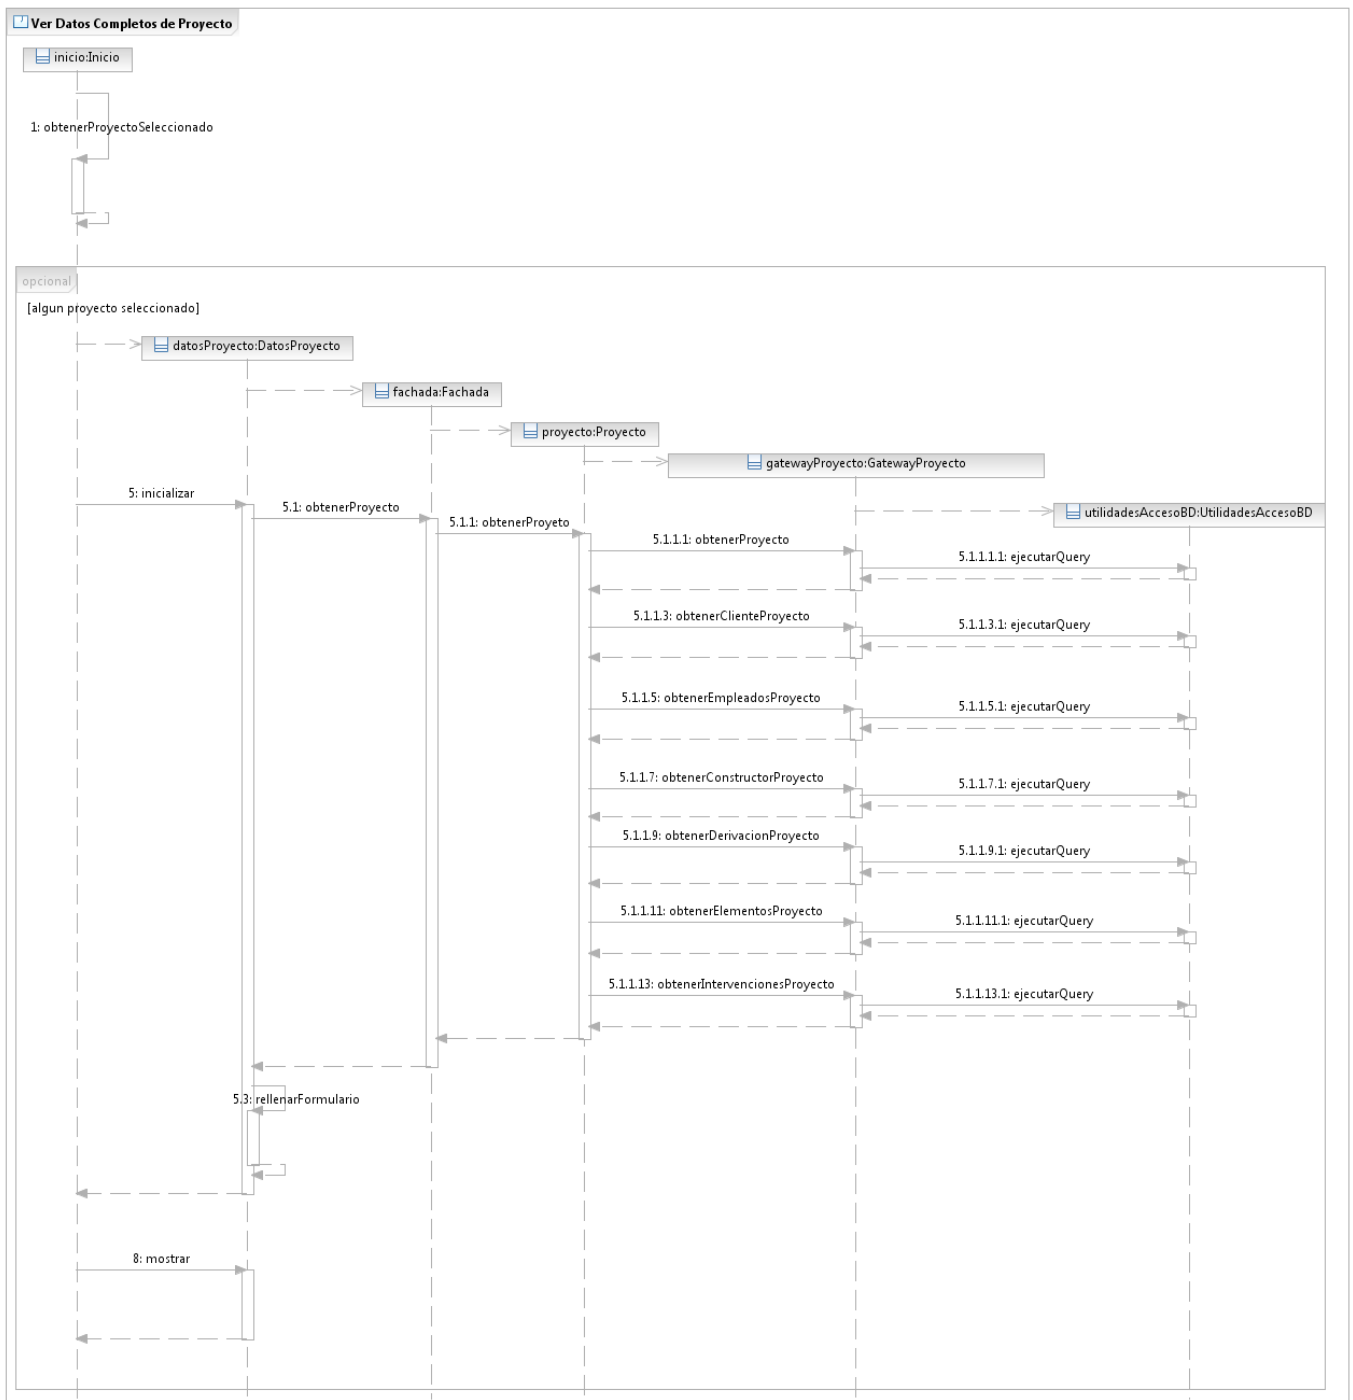 Ver Datos Completos de Proyecto
inicio:Inicio
1: obtenerProyectoSeleccionado
opcional
[algun proyecto seleccionado]
datosProyecto:DatosProyecto
fachada:Fachada
proyecto:Proyecto
gatewayProyecto:GatewayProyecto
utilidadesAccesoBD:UtilidadesAccesoBD
5: inicializar
5.1: obtenerProyecto
5.1.1: obtenerProyeto
5.1.1.1: obtenerProyecto
5.1.1.1.1: ejecutarQuery
5.1.1.3: obtenerClienteProyecto
5.1.1.3.1: ejecutarQuery
5.1.1.5: obtenerEmpleadosProyecto
5.1.1.5.1: ejecutarQuery
5.1.1.7: obtenerConstructorProyecto
5.1.1.7.1: ejecutarQuery
5.1.1.9: obtenerDerivacionProyecto
5.1.1.9.1: ejecutarQuery
5.1.1.11: obtenerElementosProyecto
5.1.1.11.1: ejecutarQuery
5.1.1.13: obtenerIntervencionesProyecto
5.1.1.13.1: ejecutarQuery
5.3: rellenarFormulario
8: mostrar